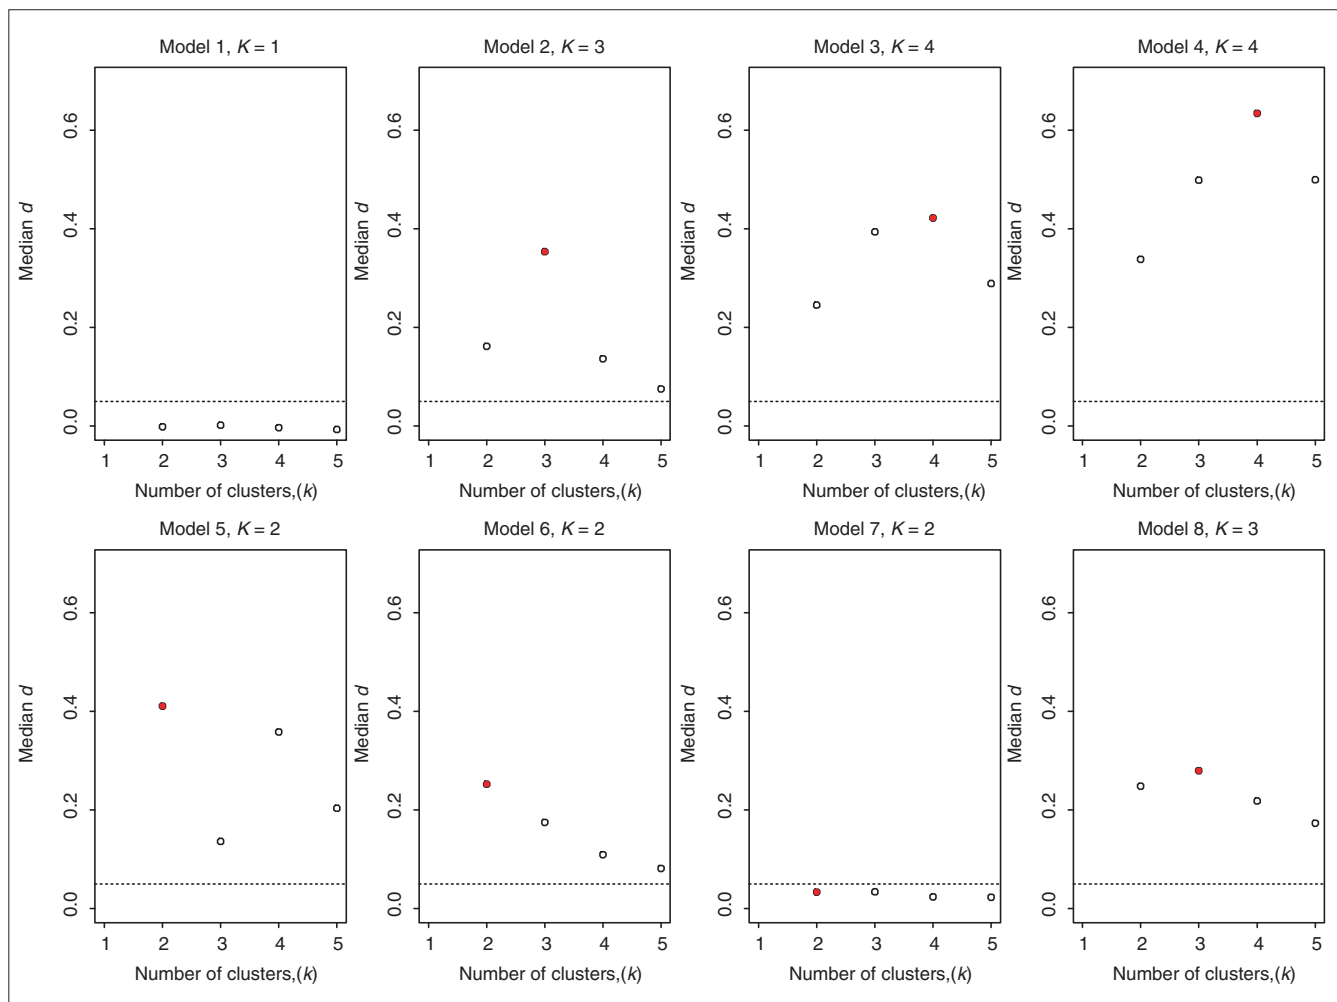 Model 1, K = 1
Median d
0.6
0.4
0.2
0.0
1 2 3 4 5
Number of clusters,(k)
Model 2, K = 3
Median d
0.6
0.4
0.2
0.0
1 2 3 4 5
Number of clusters,(k)
Model 3, K = 4
Median d
0.6
0.4
0.2
0.0
1 2 3 4 5
Number of clusters,(k)
Model 4, K = 4
Median d
0.6
0.4
0.2
0.0
1 2 3 4 5
Number of clusters,(k)
Model 5, K = 2
Median d
0.6
0.4
0.2
0.0
1 2 3 4 5
Number of clusters,(k)
Model 6, K = 2
Median d
0.6
0.4
0.2
0.0
1 2 3 4 5
Number of clusters,(k)
Model 7, K = 2
Median d
0.6
0.4
0.2
0.0
1 2 3 4 5
Number of clusters,(k)
Model 8, K = 3
Median d
0.6
0.4
0.2
0.0
1 2 3 4 5
Number of clusters,(k)